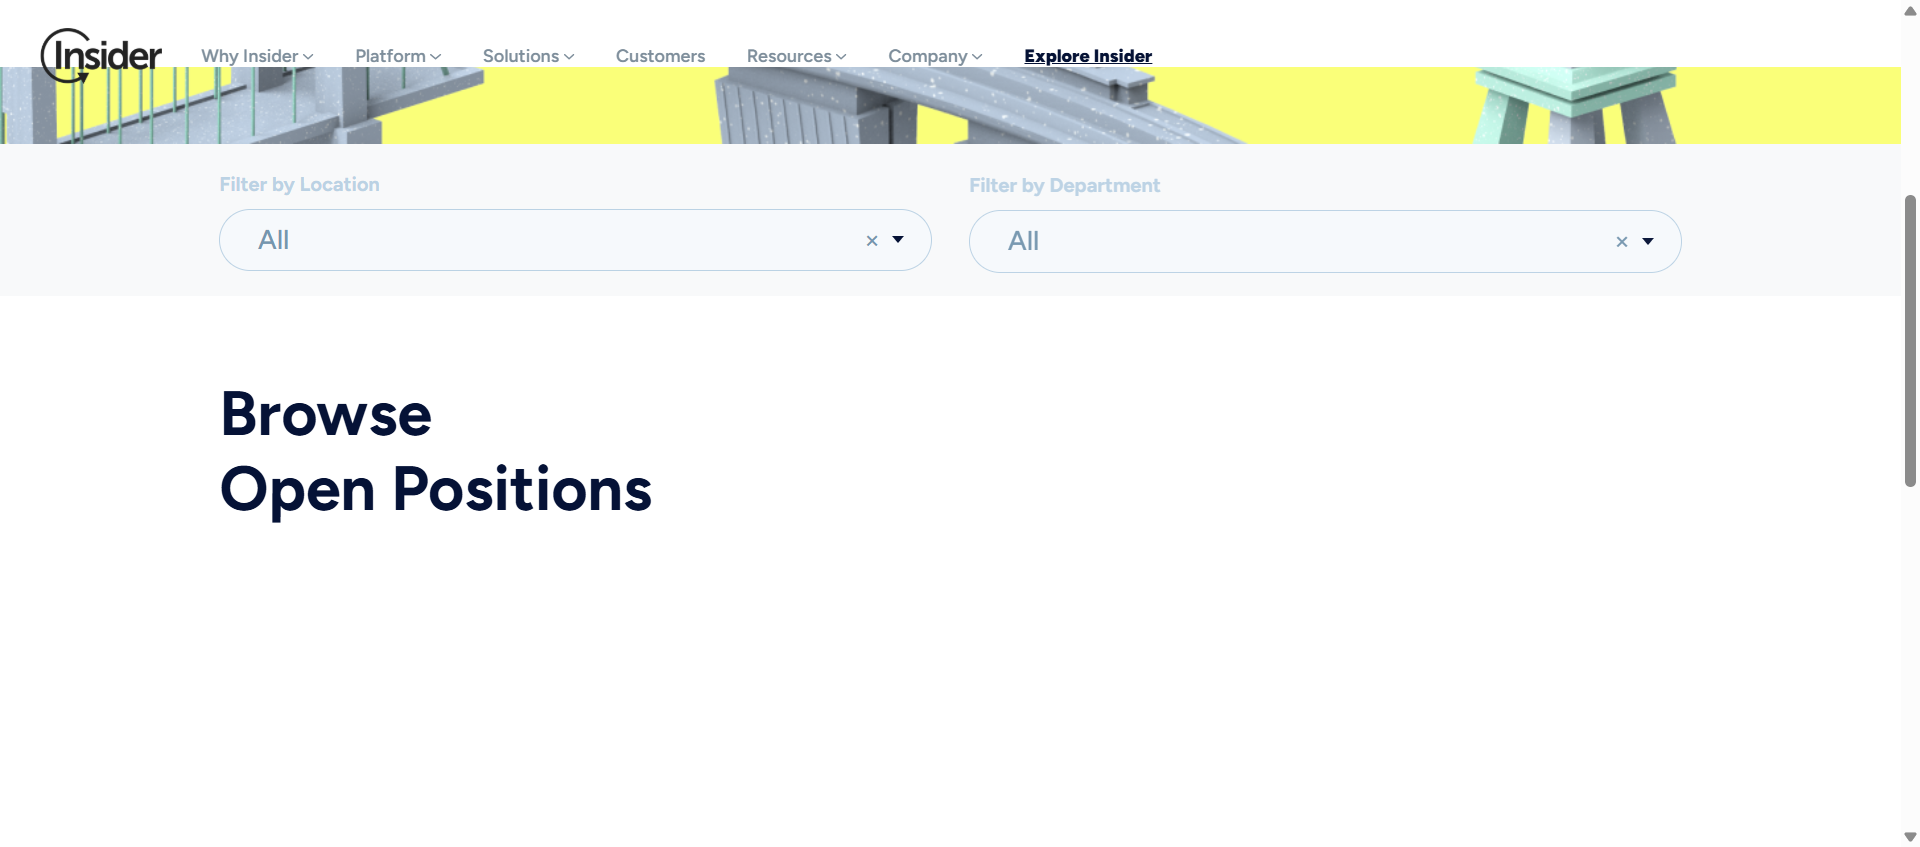 Insider
Why Insider
Platform
Solutions
Customers
Resources
Company
Explore Insider
Filter by Location
Filter by Department
All
All
Browse
Open Positions